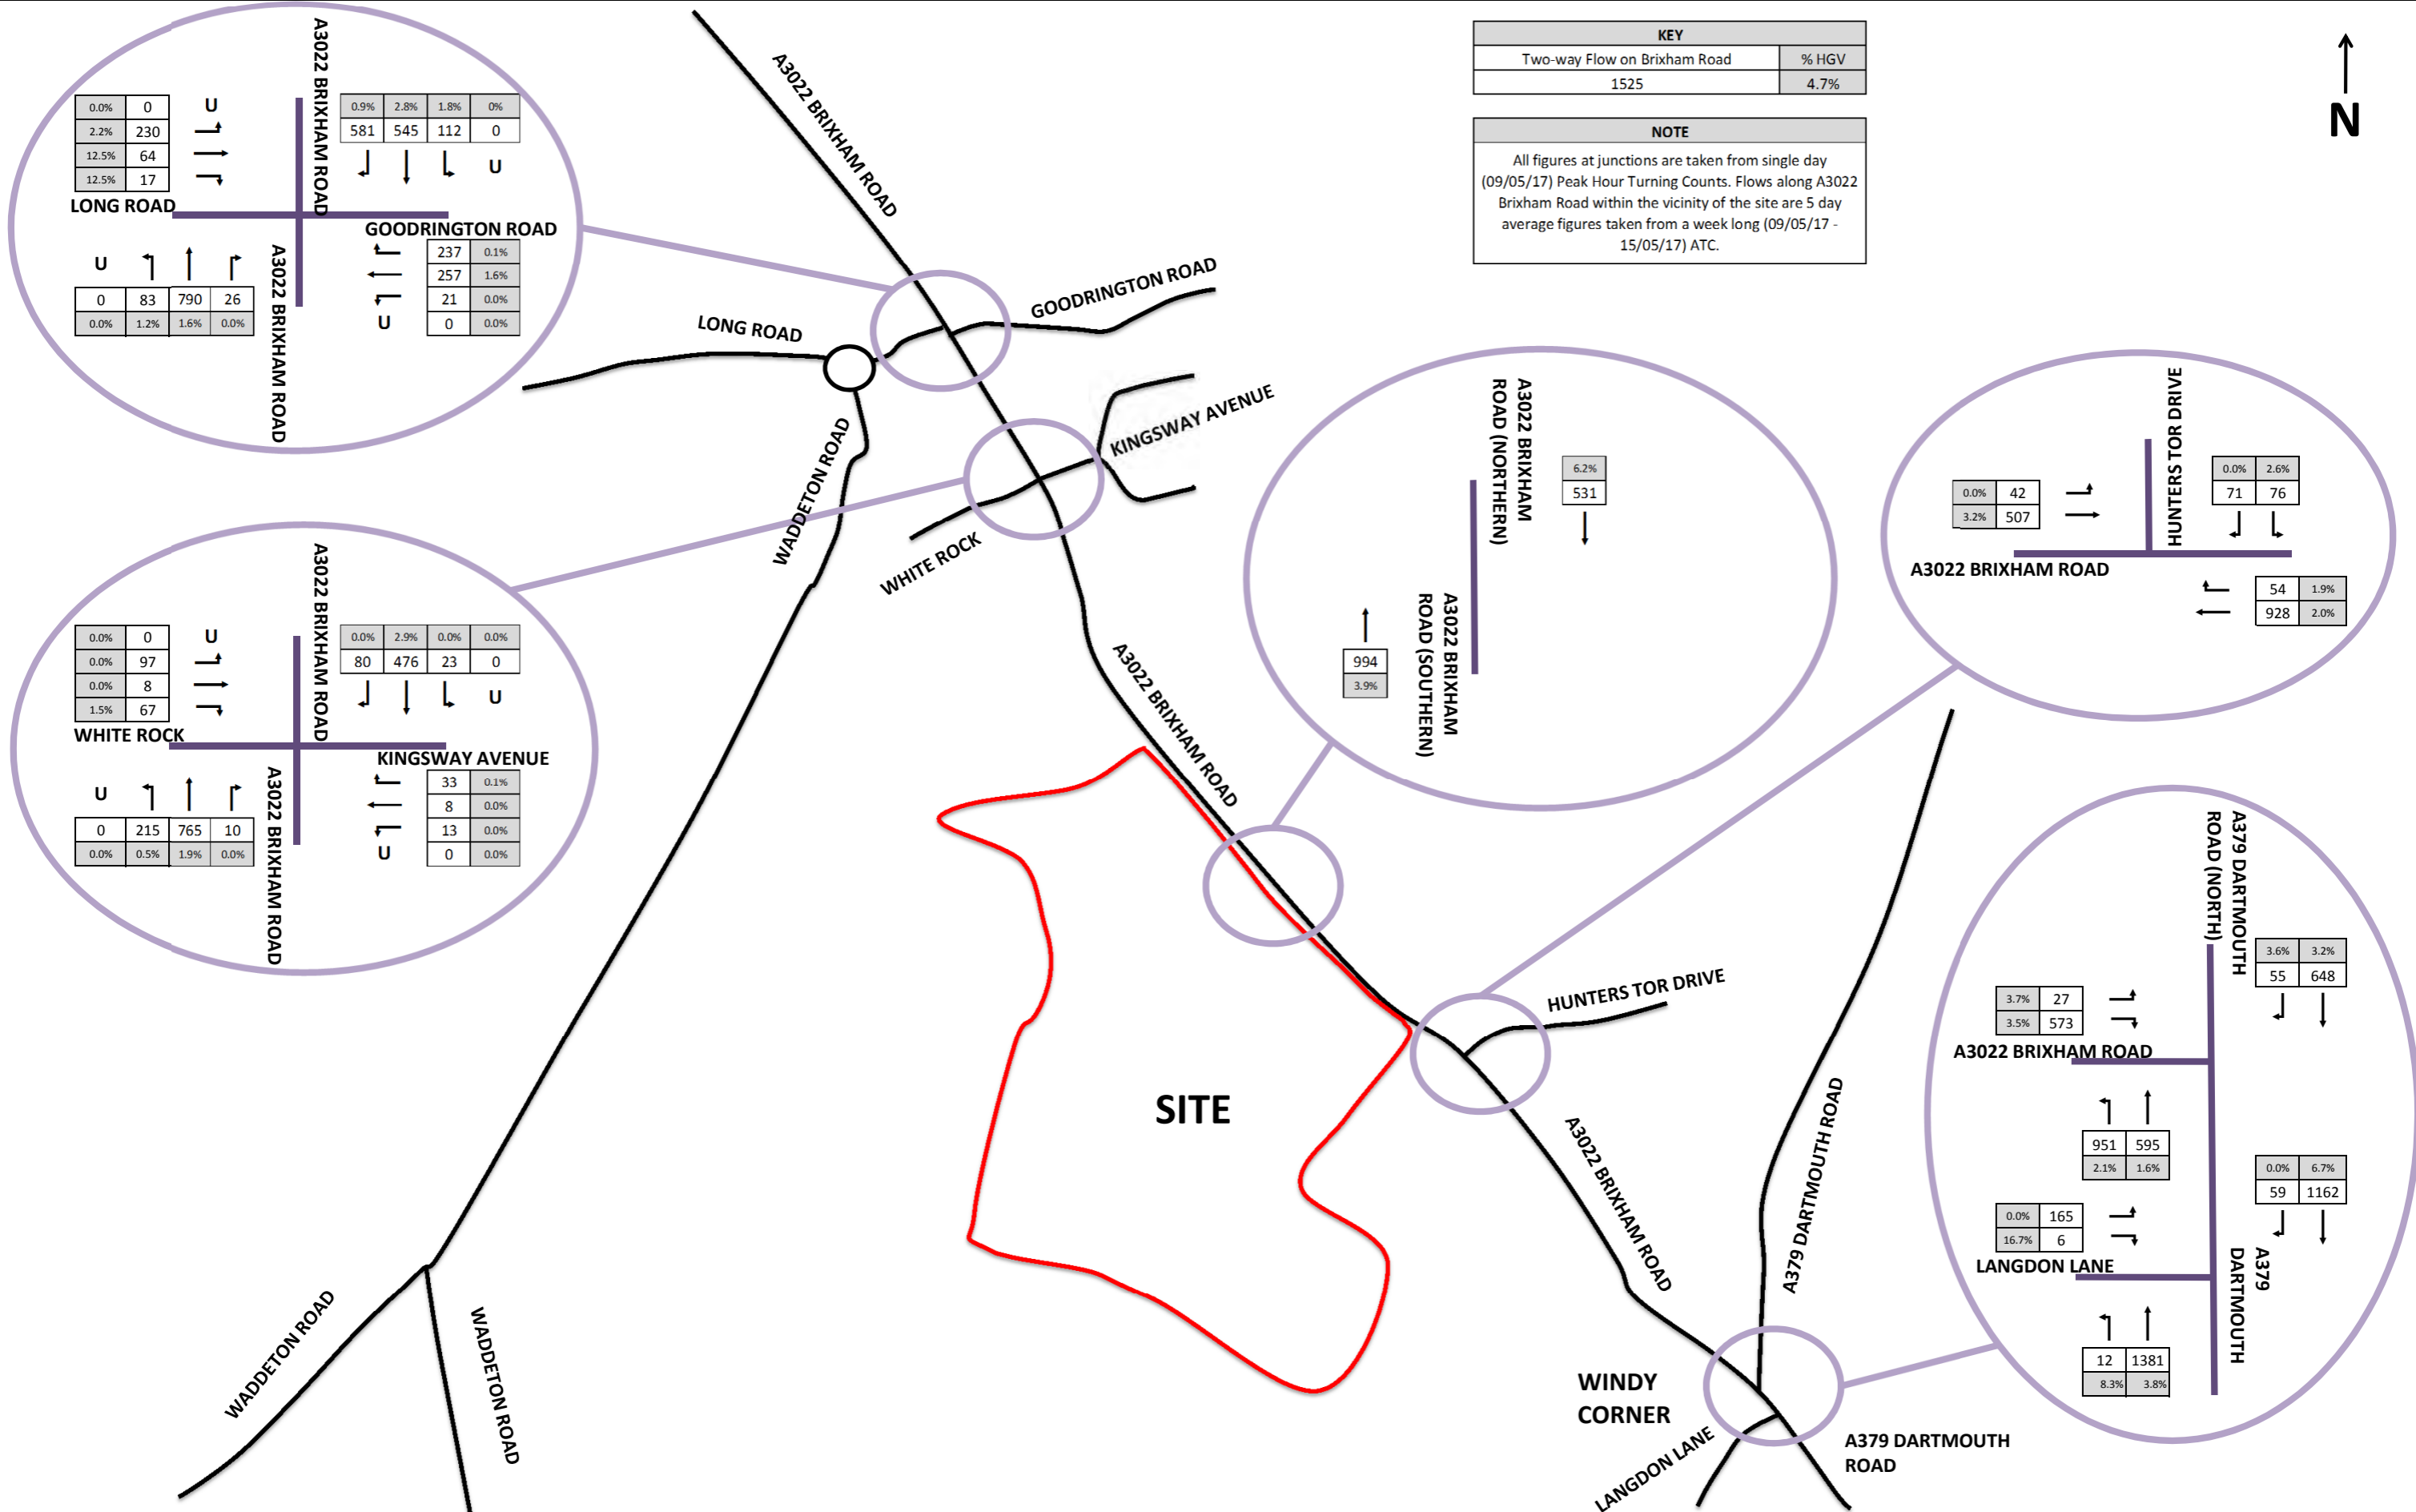 KEY
Two-way Flow on Brixham Road % HGV
1525 4.7%
NOTE
All figures at junctions are taken from single day
(09/05/17) Peak Hour Turning Counts. Flows along A3022
Brixham Road within the vicinity of the site are 5 day
average figures taken from a week long (09/05/17 -
15/05/17) ATC.
N
A3022 BRIXHAM ROAD
0.0% 0 U
2.2% 230
12.5% 64
12.5% 17
LONG ROAD
0.9% 2.8% 1.8% 0%
581 545 112 0
U
GOODRINGTON ROAD
237 0.1%
257 1.6%
21 0.0%
U 0 0.0%
U
0 83 790 26
0.0% 1.2% 1.6% 0.0%
A3022 BRIXHAM ROAD
A3022 BRIXHAM ROAD
0.0% 0 U
0.0% 97
0.0% 8
1.5% 67
WHITE ROCK
0.0% 2.9% 0.0% 0.0%
80 476 23 0
U
KINGSWAY AVENUE
33 0.1%
8 0.0%
13 0.0%
U 0 0.0%
U
0 215 765 10
0.0% 0.5% 1.9% 0.0%
A3022 BRIXHAM ROAD
A3022 BRIXHAM ROAD
GOODRINGTON ROAD
LONG ROAD
KINGSWAY AVENUE
WADDETON ROAD
WHITE ROCK
A3022 BRIXHAM ROAD
A3022 BRIXHAM ROAD
A3022 BRIXHAM
ROAD (NORTHERN)
6.2%
531
994
3.9%
A3022 BRIXHAM
ROAD (SOUTHERN)
HUNTERS TOR DRIVE
0.0% 42
3.2% 507
0.0% 2.6%
71 76
A3022 BRIXHAM ROAD
54 1.9%
928 2.0%
A379 DARTMOUTH
ROAD (NORTH)
3.6% 3.2%
55 648
3.7% 27
3.5% 573
A3022 BRIXHAM ROAD
951 595
2.1% 1.6%
0.0% 6.7%
59 1162
0.0% 165
16.7% 6
LANGDON LANE
A379
DARTMOUTH
12 1381
8.3% 3.8%
HUNTERS TOR DRIVE
SITE
A3022 BRIXHAM ROAD
A379 DARTMOUTH ROAD
WADDETON ROAD
WADDETON ROAD
WINDY
CORNER
LANGDON LANE
A379 DARTMOUTH
ROAD